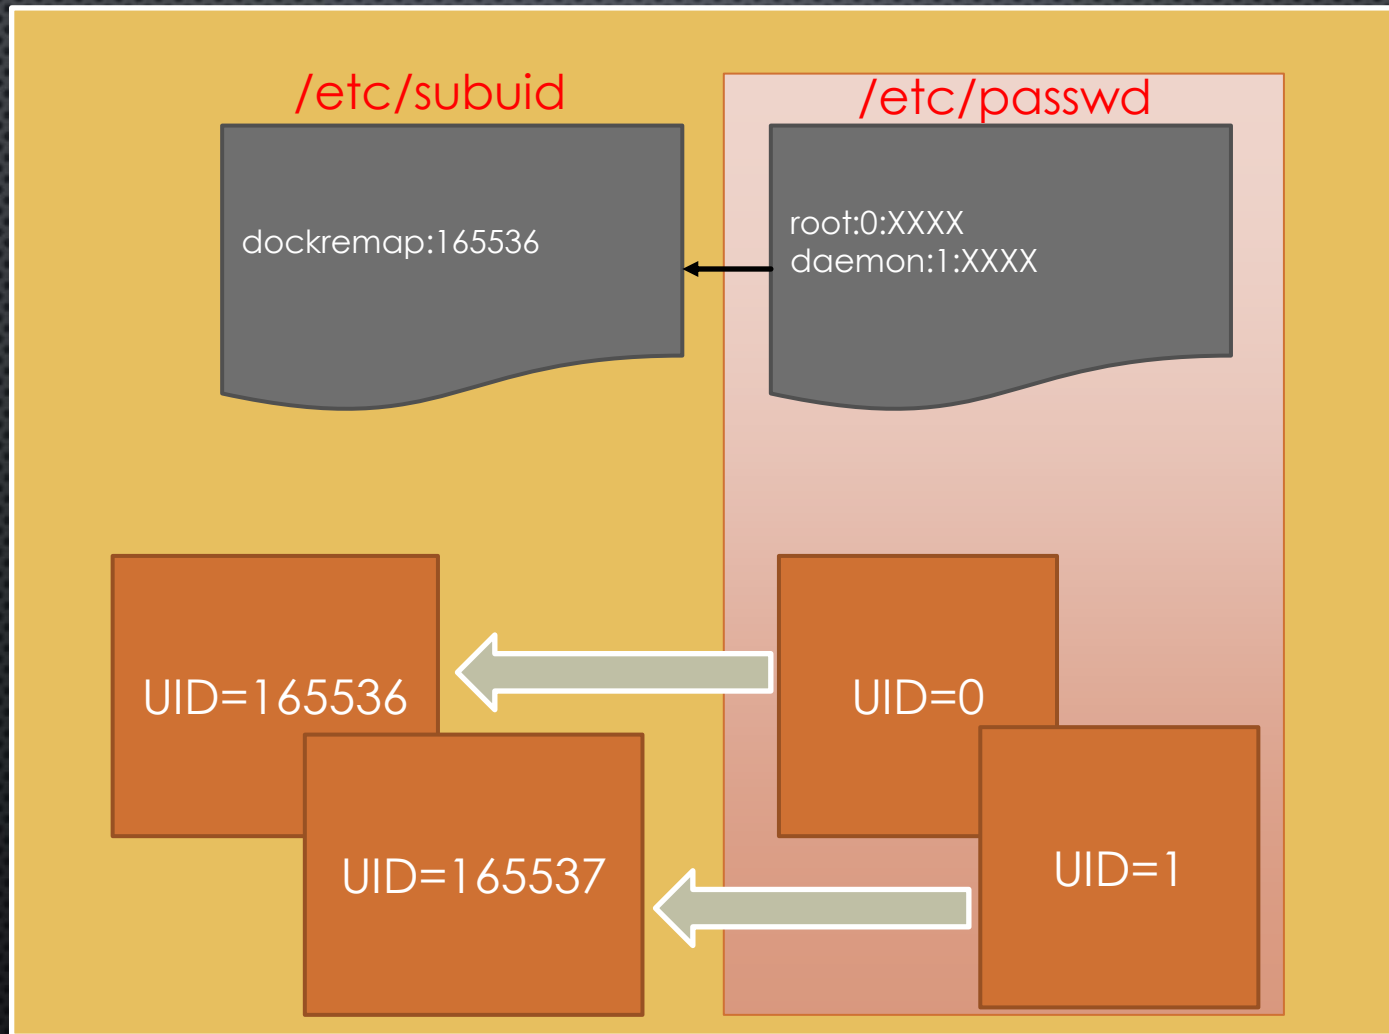 /etc/subuid
dockremap:165536
/etc/passwd
root:0:XXXX
daemon:1:XXXX
UID=165536
UID=0
UID=165537
UID=1